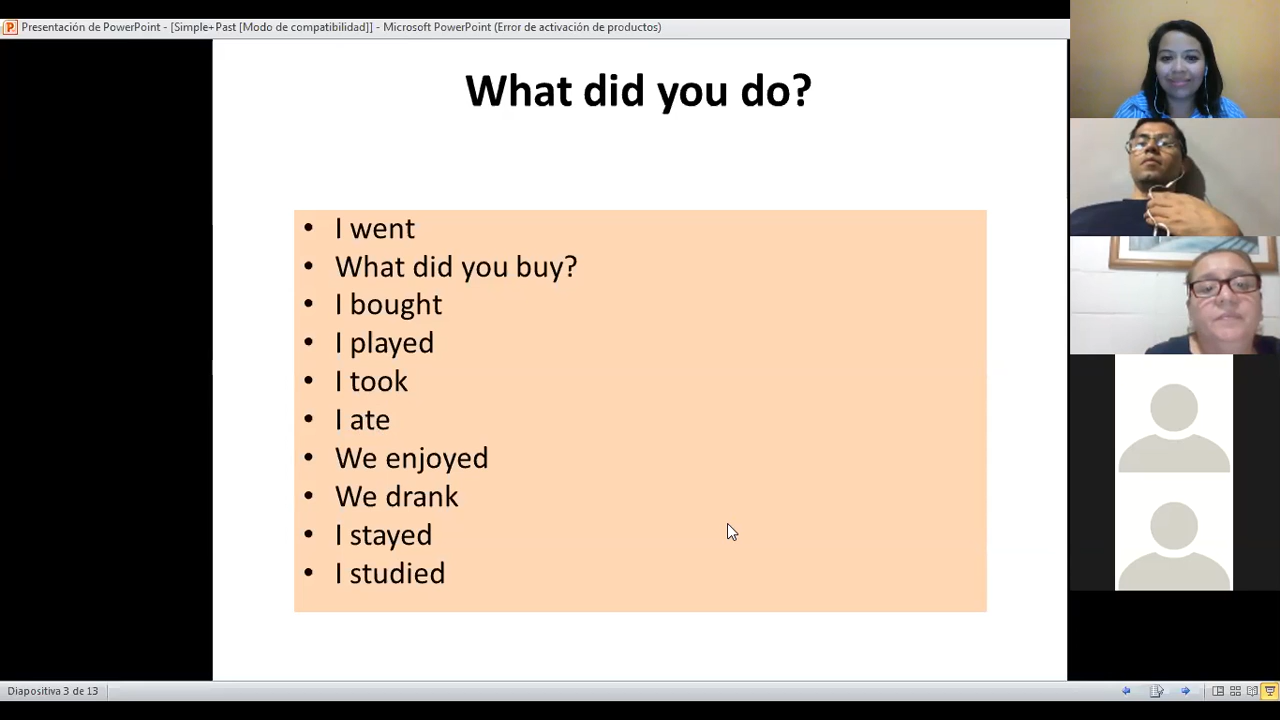 Presentación de PowerPoint - [Simple+Past [Modo de compatibilidad]] - Microsoft PowerPoint (Error de activación de productos)
What did you do?
• I went
• What did you buy?
• I bought
• I played
• I took
• I ate
• We enjoyed
• We drank
• I stayed
• I studied
Diapositiva 3 de 13